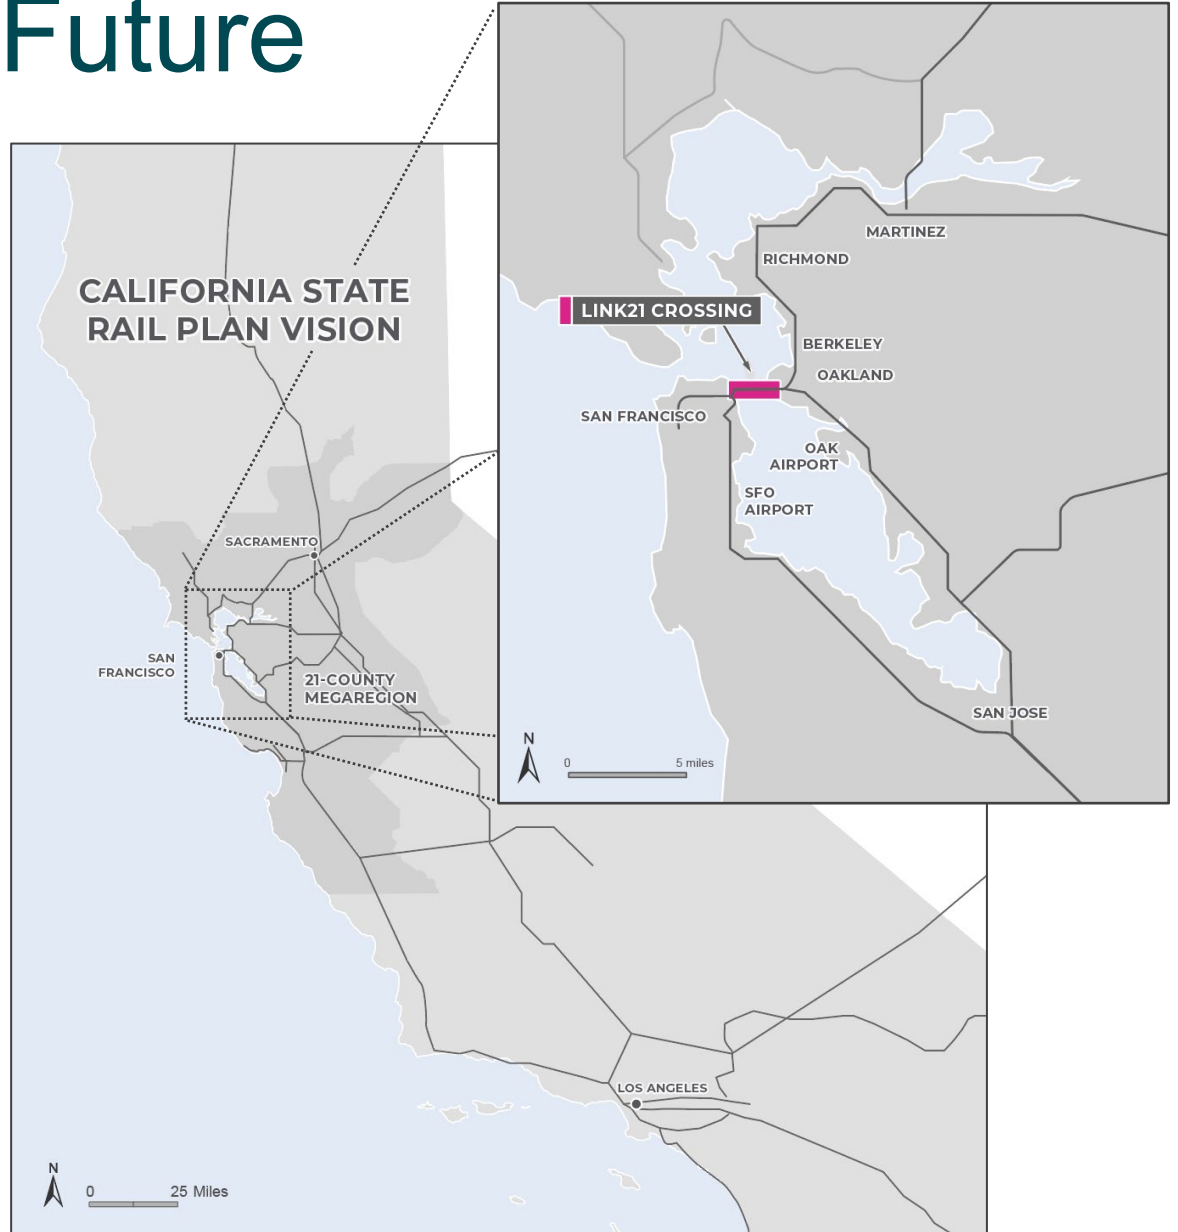 Future
CALIFORNIA STATE
RAIL PLAN VISION
SACRAMENTO
SAN
FRANCISCO
21-COUNTY
MEGAREGION
LOS ANGELES
N
0 25 Miles
MARTINEZ
RICHMOND
LINK21 CROSSING
BERKELEY
OAKLAND
SAN FRANCISCO
OAK
AIRPORT
SFO
AIRPORT
SAN JOSE
N
0 5 miles